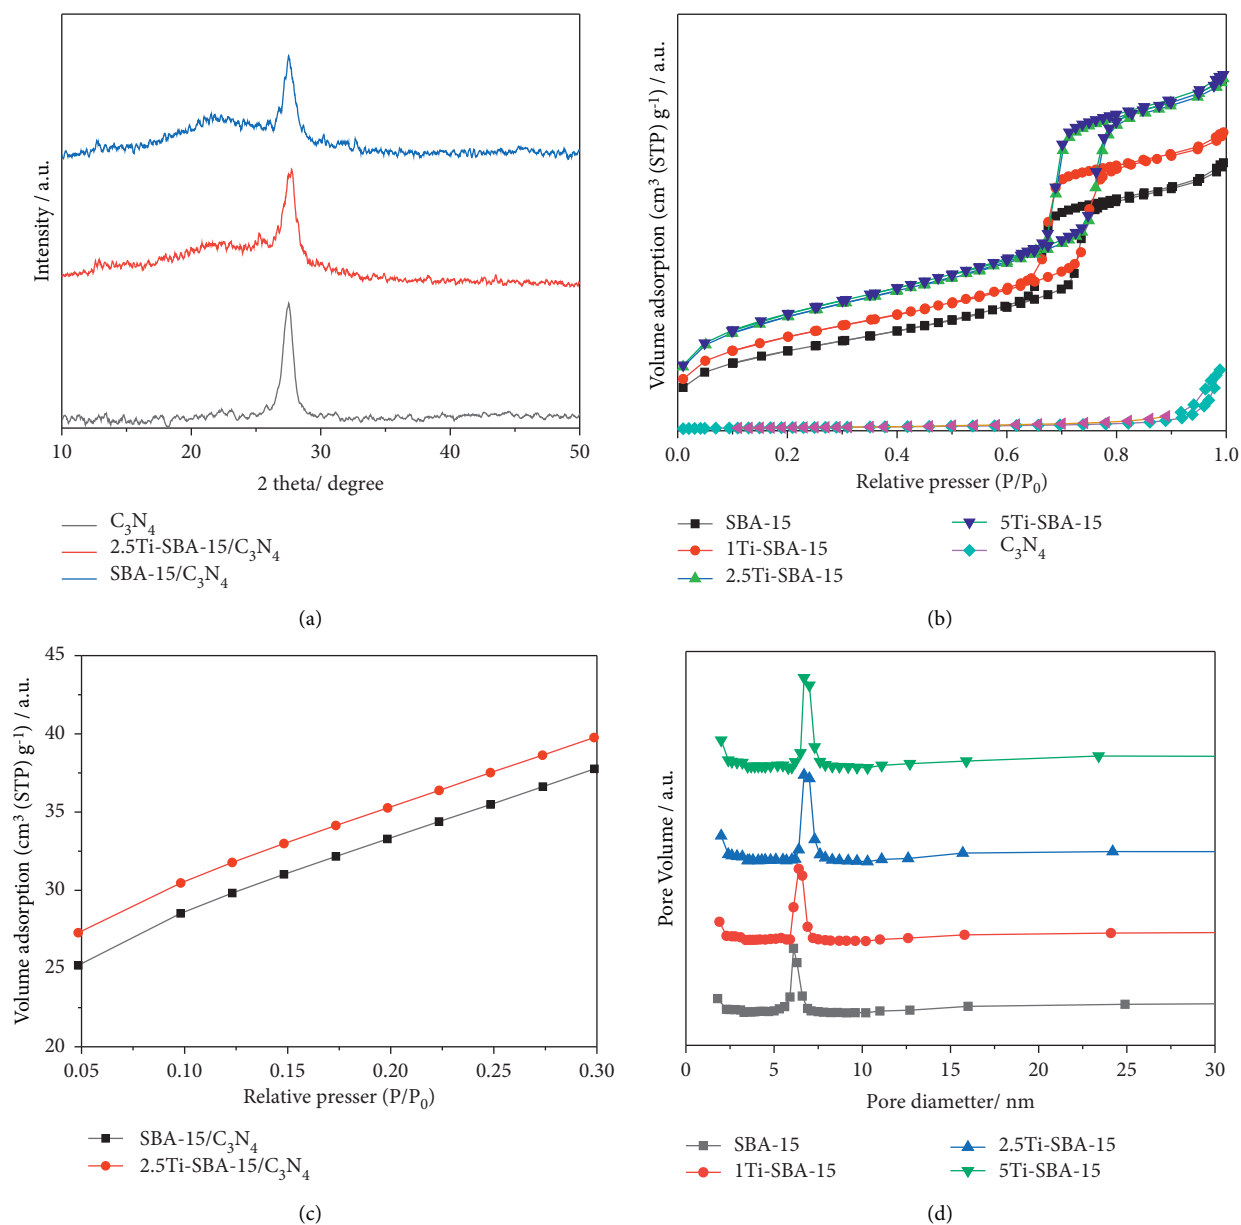 Intensity / a.u.
10 20 30 40 50
2 theta/ degree
C3N4
2.5Ti-SBA-15/C3N4
SBA-15/C3N4
(a)
Volume adsorption (cm³ (STP) g⁻¹) / a.u.
0.0 0.2 0.4 0.6 0.8 1.0
Relative presser (P/P0)
SBA-15
1Ti-SBA-15
2.5Ti-SBA-15
5Ti-SBA-15
C3N4
(b)
Volume adsorption (cm³ (STP) g⁻¹) / a.u.
45
40
35
30
25
20
0.05 0.10 0.15 0.20 0.25 0.30
Relative presser (P/P0)
SBA-15/C3N4
2.5Ti-SBA-15/C3N4
(c)
Pore Volume / a.u.
0 5 10 15 20 25 30
Pore diametter/ nm
SBA-15
1Ti-SBA-15
2.5Ti-SBA-15
5Ti-SBA-15
(d)